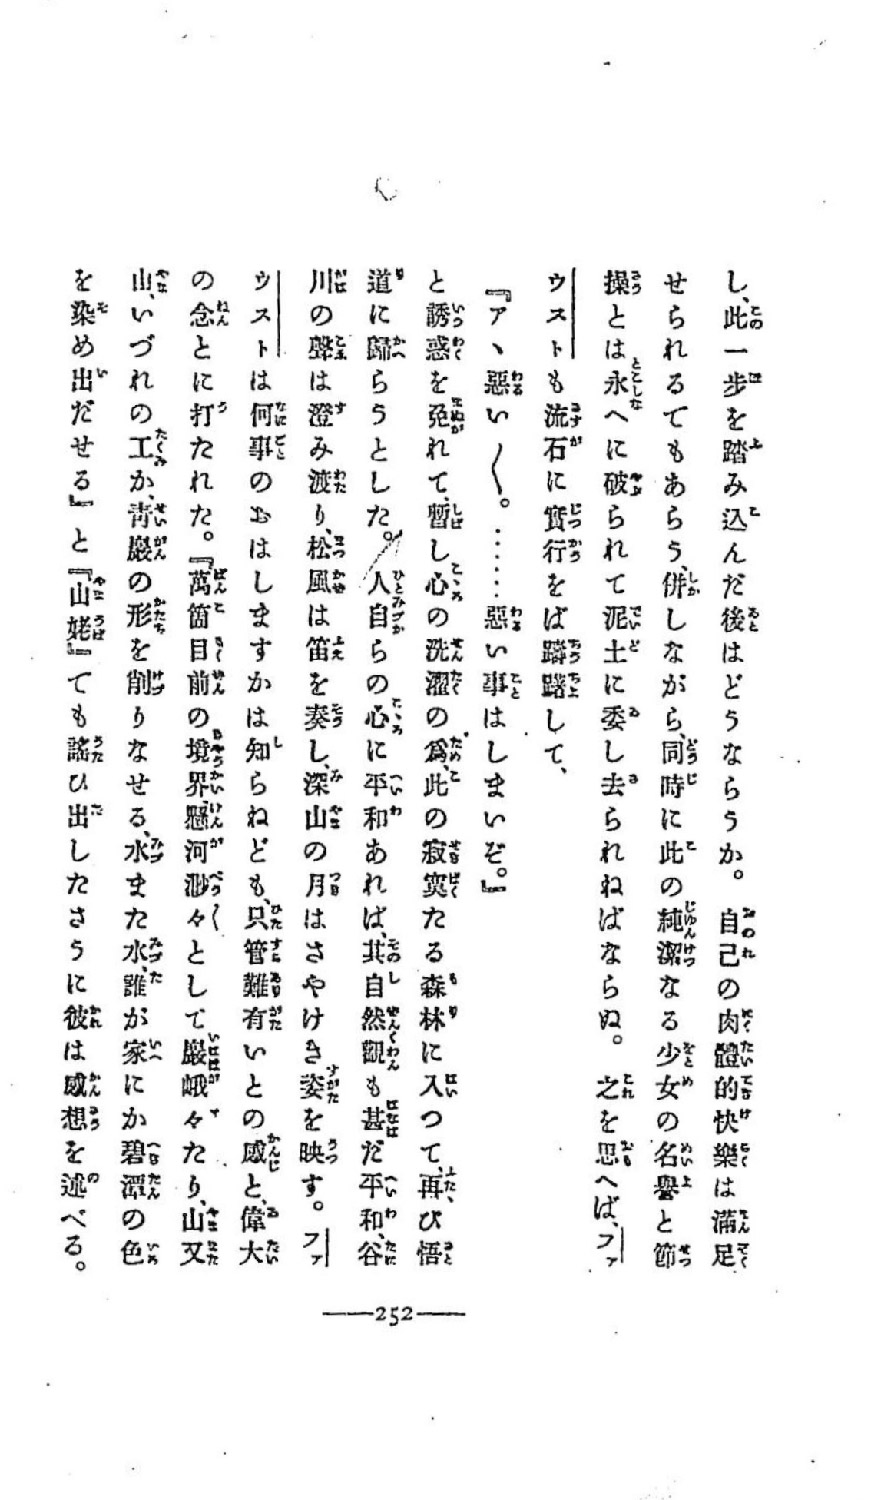 し、此一步を踏み込んだ後はどうならうか。自己の肉體的快樂は滿足
せられるでもあらう、併しながら、同時に此の純潔なる少女の名譽と節
操とは永へに破られて泥土に委し去られねばならぬ。之を思へば、ファ
ウストも流石に實行をば躊躇して、
『アヽ惡い〱。……惡い事はしまいぞ。』
と誘惑を免れて、暫し心の洗濯の爲、此の寂寞たる森林に入つて、再び悟
道に歸らうとした。人自らの心に平和あれば、其自然觀も甚だ平和、谷
川の聲は澄み渡り、松風は笛を奏し、深山の月はさやけき姿を映す。ファ
ウストは何事のおはしますかは知らねども、只管難有いとの感と、偉大
の念とに打たれた。『萬箇目前の境界、懸河渺々〱として巖峨々たり、山又
山、いづれの工か、靑巖の形を削りなせる、水また水、誰が家にか碧潭の色
を染め出だせる』と『山姥』でも謠ひ出したさうに彼は感想を述べる。
252